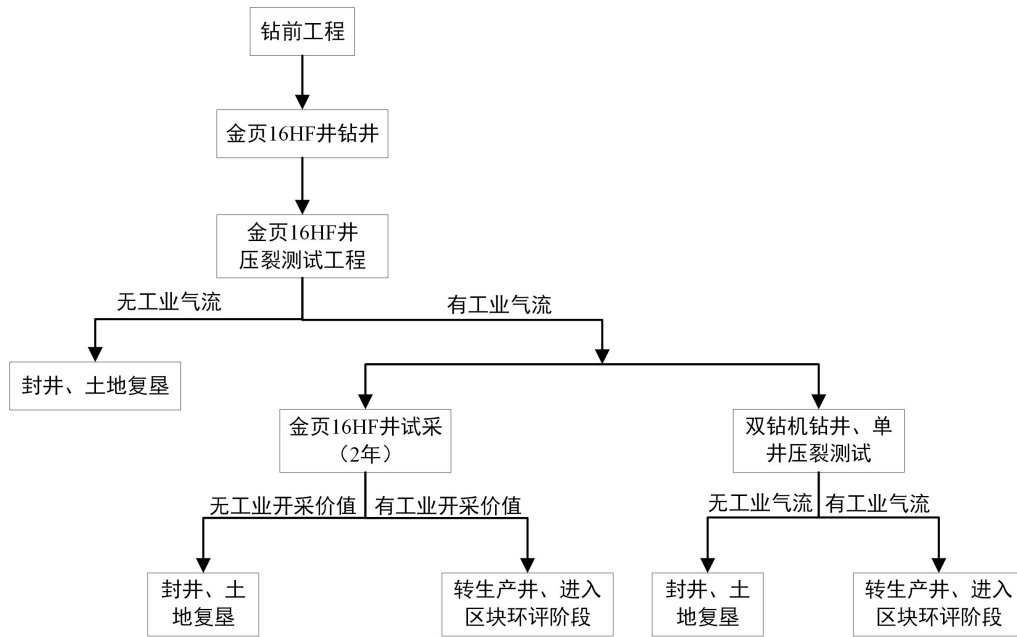 钻前工程
金页16HF井钻井
金页16HF井
压裂测试工程
无工业气流
有工业气流
封井、土地复垦
金页16HF井试采
（2年）
双钻机钻井、单
井压裂测试
无工业开采价值
有工业开采价值
无工业气流
有工业气流
封井、土
地复垦
转生产井、进入
区块环评阶段
封井、土
地复垦
转生产井、进入
区块环评阶段